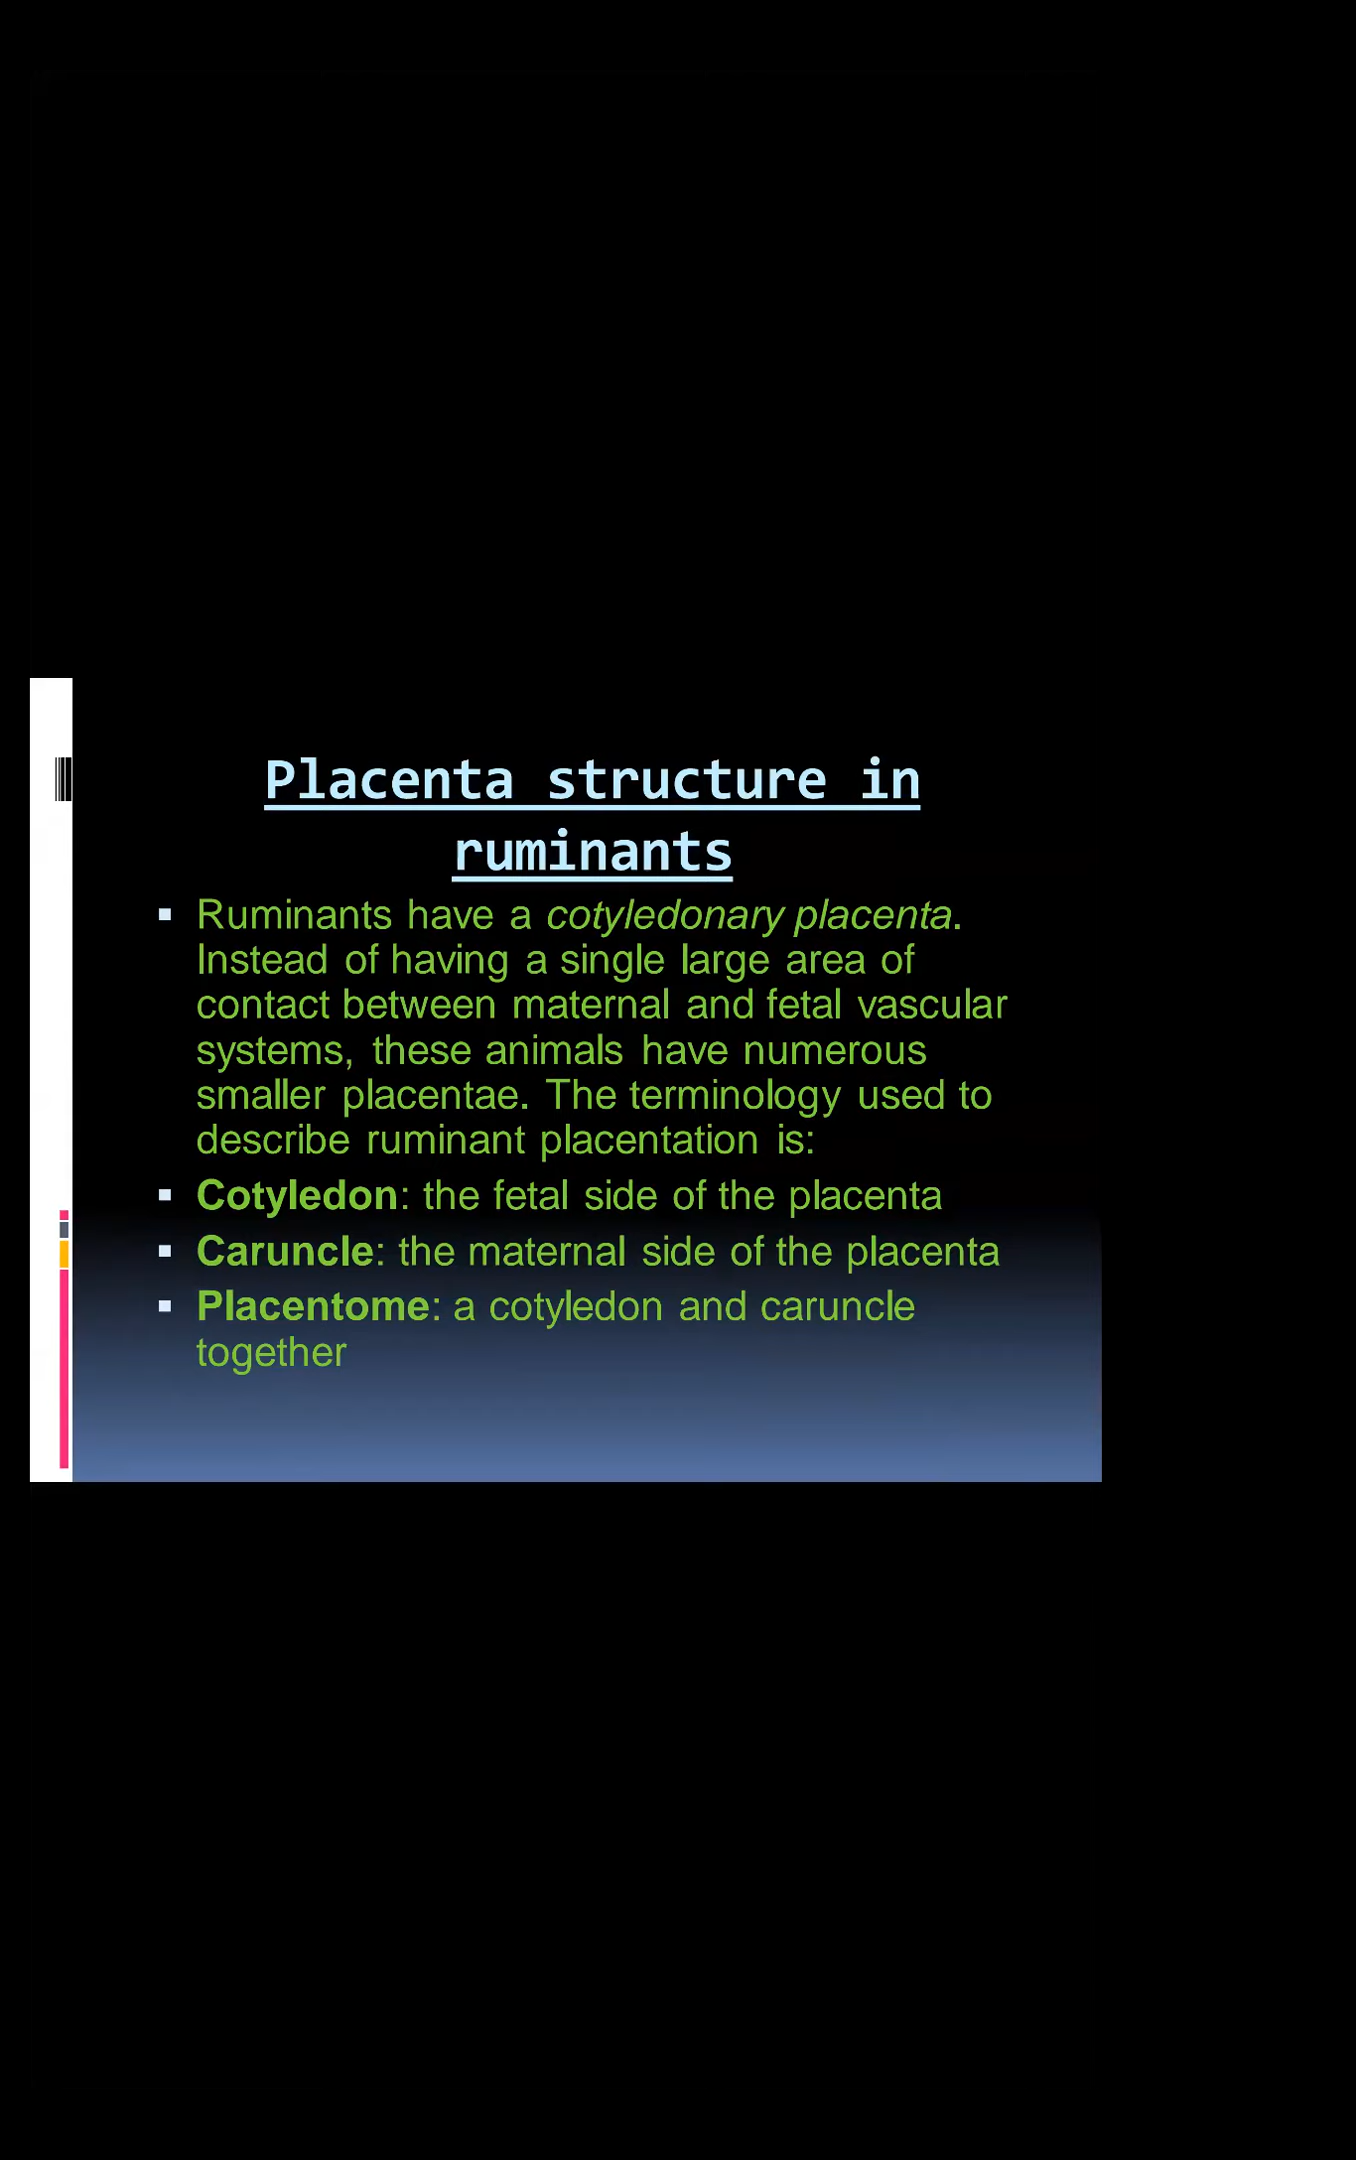 Placenta structure in
ruminants
▪ Ruminants have a cotyledonary placenta.
Instead of having a single large area of
contact between maternal and fetal vascular
systems, these animals have numerous
smaller placentae. The terminology used to
describe ruminant placentation is:
▪ Cotyledon: the fetal side of the placenta
▪ Caruncle: the maternal side of the placenta
▪ Placentome: a cotyledon and caruncle
together